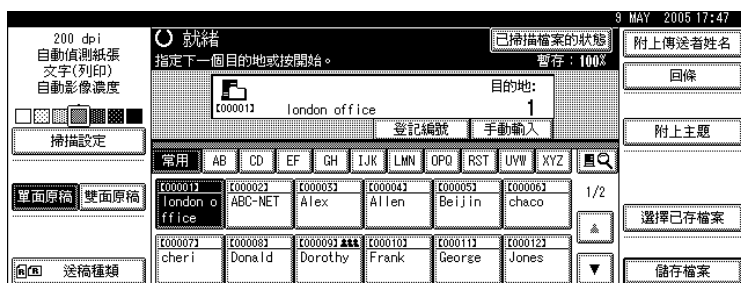 9 MAY 2005 17:47
200 dpi
自動偵測紙張
文字(列印)
自動影像濃度
掃描設定
單面原稿 雙面原稿
送稿種類
就緒
已掃描檔案的狀態
指定下一個目的地或按開始。
暫存:100%
目的地:
[00001] london office
1
登記編號 手動輸入
常用 AB CD EF GH IJK LMN OPQ RST UVW XYZ
[00001] [00002] [00003] [00004] [00005] [00006]
london o ABC-NET Alex Allen Beijin chaco
ffice
1/2
[00007] [00008] [00009] [00010] [00011] [00012]
cheri Donald Dorothy Frank George Jones
▼
附上傳送者姓名
回條
附上主題
選擇已存檔案
儲存檔案